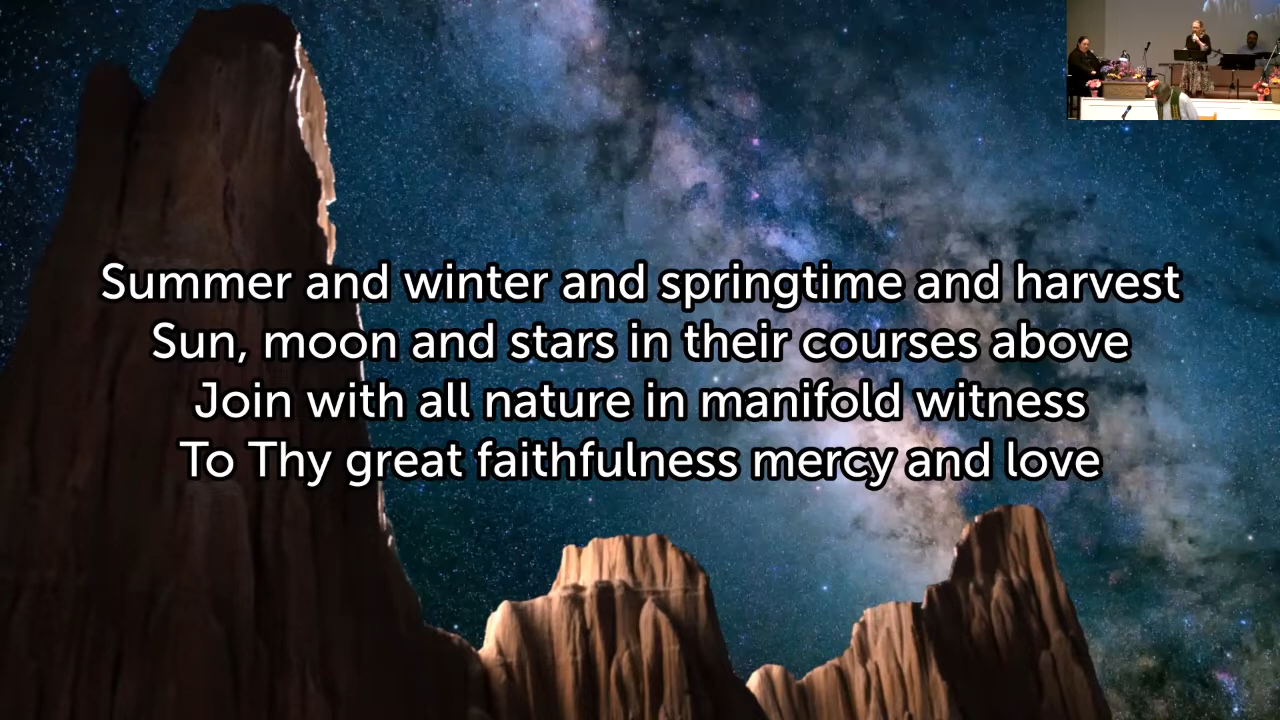 Summer and winter and springtime and harvest
Sun, moon and stars in their courses above
Join with all nature in manifold witness
To Thy great faithfulness mercy and love